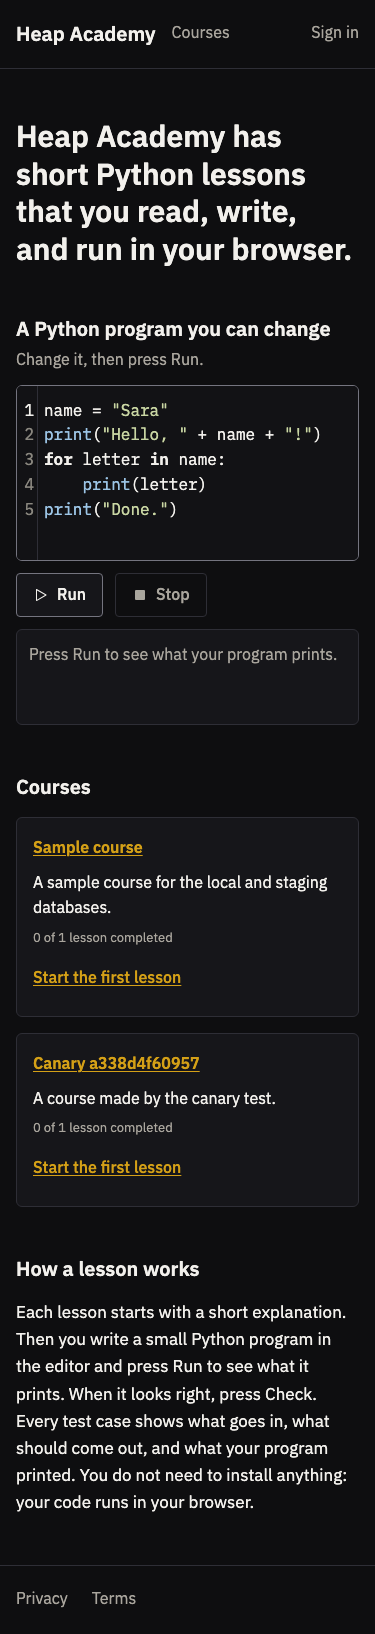 Heap Academy Courses Sign in
Heap Academy has
short Python lessons
that you read, write,
and run in your browser.
A Python program you can change
Change it, then press Run.
1 name = "Sara"
2 print("Hello, " + name + "!")
3 for letter in name:
4     print(letter)
5 print("Done.")
Run Stop
Press Run to see what your program prints.
Courses
Sample course
A sample course for the local and staging
databases.
0 of 1 lesson completed
Start the first lesson
Canary a338d4f60957
A course made by the canary test.
0 of 1 lesson completed
Start the first lesson
How a lesson works
Each lesson starts with a short explanation.
Then you write a small Python program in
the editor and press Run to see what it
prints. When it looks right, press Check.
Every test case shows what goes in, what
should come out, and what your program
printed. You do not need to install anything:
your code runs in your browser.
Privacy Terms